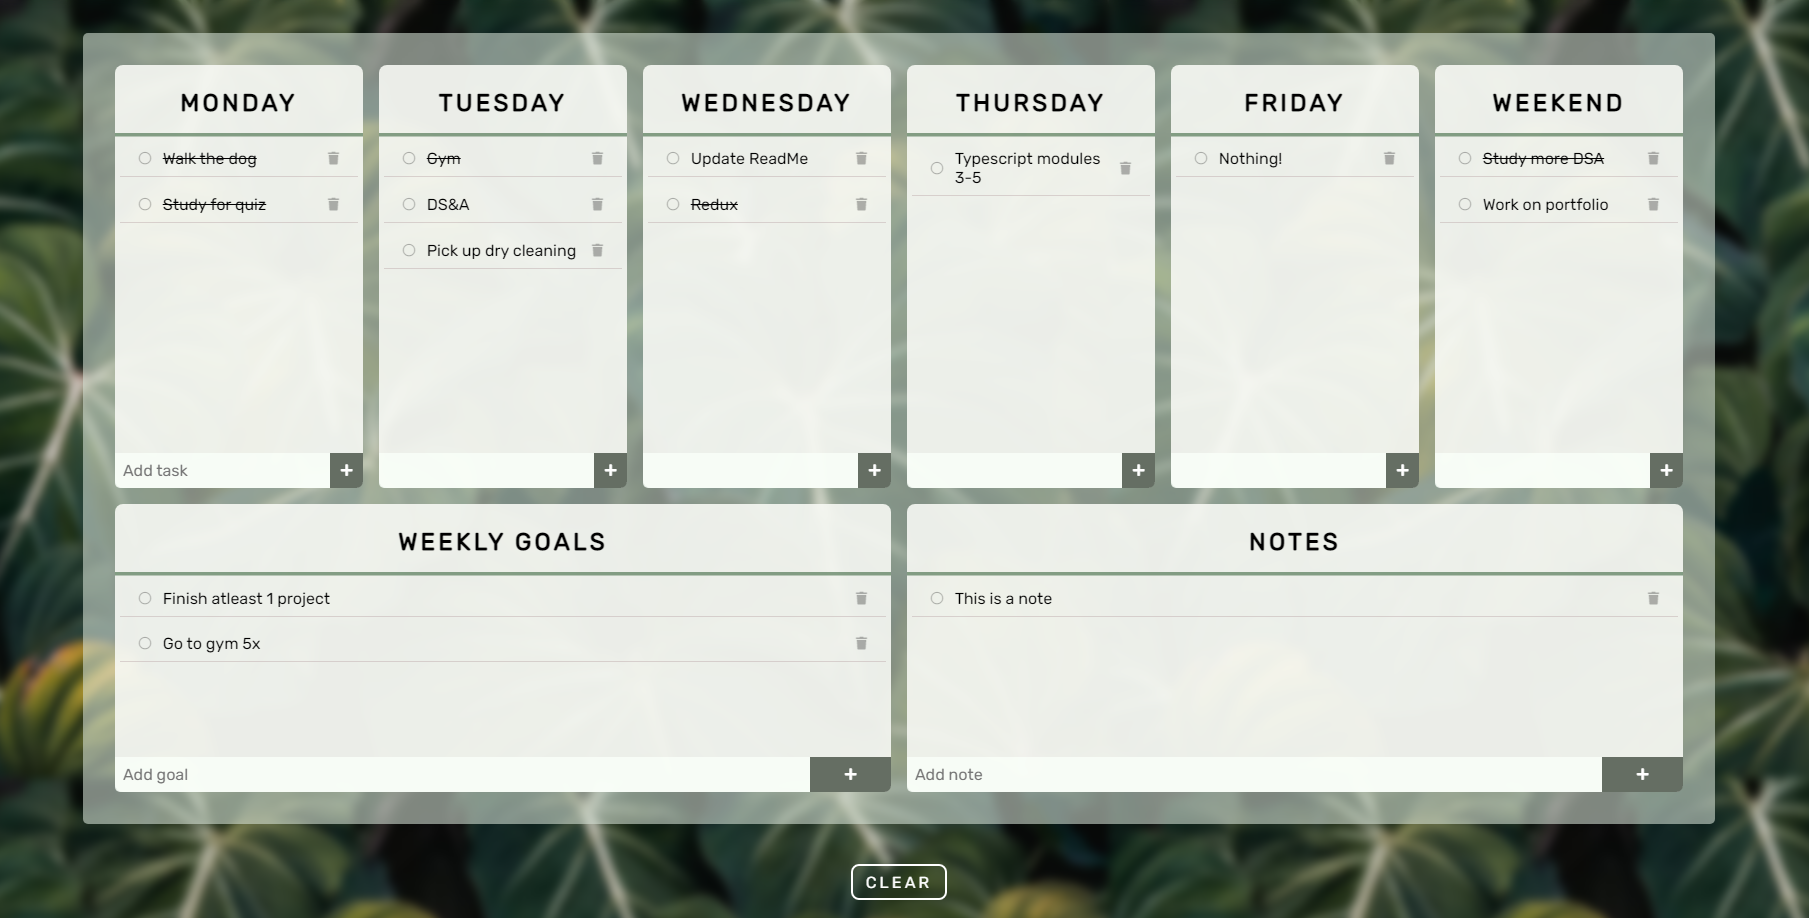 MONDAY
Walk the dog
Study for quiz
Add task
+
TUESDAY
Gym
DS&A
Pick up dry cleaning
+
WEDNESDAY
Update ReadMe
Redux
+
THURSDAY
Typescript modules
3-5
+
FRIDAY
Nothing!
+
WEEKEND
Study more DSA
Work on portfolio
+
WEEKLY GOALS
Finish atleast 1 project
Go to gym 5x
Add goal
+
NOTES
This is a note
Add note
+
CLEAR